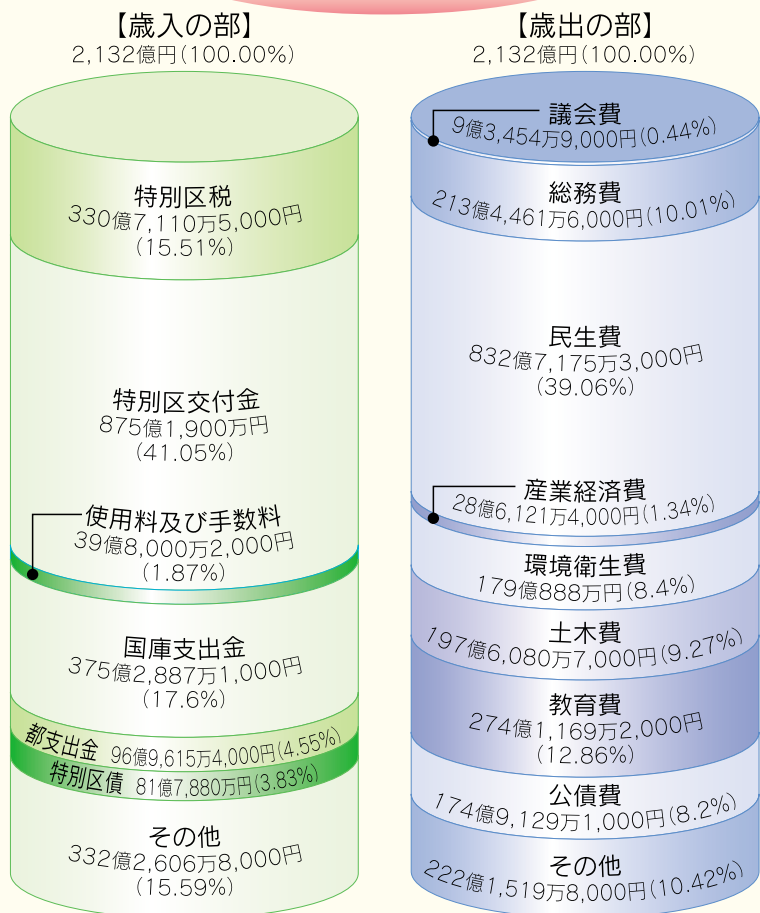 【歳入の部】
2,132億円(100.00%)
特別区税
330億7,110万5,000円
(15.51%)
特別区交付金
875億1,900万円
(41.05%)
使用料及び手数料
39億8,000万2,000円
(1.87%)
国庫支出金
375億2,887万1,000円
(17.6%)
都支出金 96億9,615万4,000円(4.55%)
特別区債 81億7,880万円(3.83%)
その他
332億2,606万8,000円
(15.59%)
【歳出の部】
2,132億円(100.00%)
議会費
9億3,454万9,000円(0.44%)
総務費
213億4,461万6,000円(10.01%)
民生費
832億7,175万3,000円
(39.06%)
産業経済費
28億6,121万4,000円(1.34%)
環境衛生費
179億888万円(8.4%)
土木費
197億6,080万7,000円(9.27%)
教育費
274億1,169万2,000円
(12.86%)
公債費
174億9,129万1,000円(8.2%)
その他
222億1,519万8,000円(10.42%)